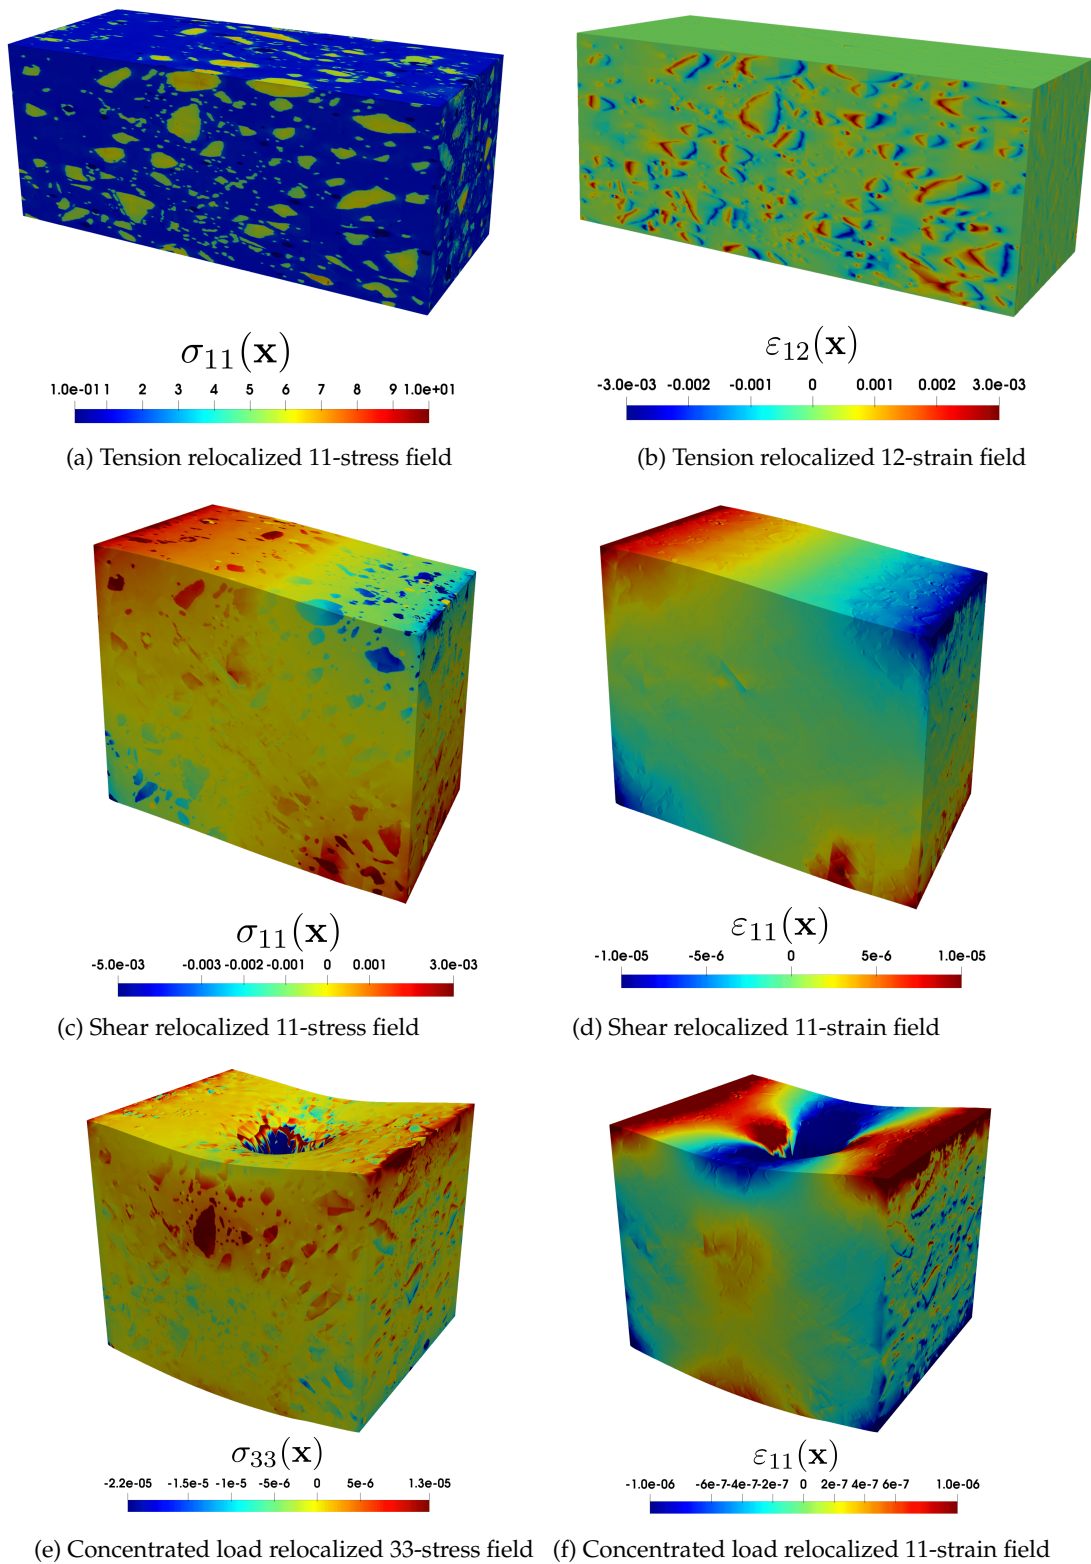 σ₁₁(x) ε₁₂(x)
1.0e-01 1 2 3 4 5 6 7 8 9 1.0e+01 -3.0e-03 -0.002 -0.001 0 0.001 0.002 3.0e-03
(a) Tension relocalized 11-stress field (b) Tension relocalized 12-strain field
σ₁₁(x) ε₁₁(x)
-5.0e-03 -0.003 -0.002 -0.001 0 0.001 3.0e-03 -1.0e-05 -5e-6 0 5e-6 1.0e-05
(c) Shear relocalized 11-stress field (d) Shear relocalized 11-strain field
σ₃₃(x) ε₁₁(x)
-2.2e-05 -1.5e-5 -1e-5 -5e-6 0 5e-6 1.3e-05 -1.0e-06 -6e-7 -4e-7 -2e-7 0 2e-7 4e-7 6e-7 1.0e-06
(e) Concentrated load relocalized 33-stress field (f) Concentrated load relocalized 11-strain field